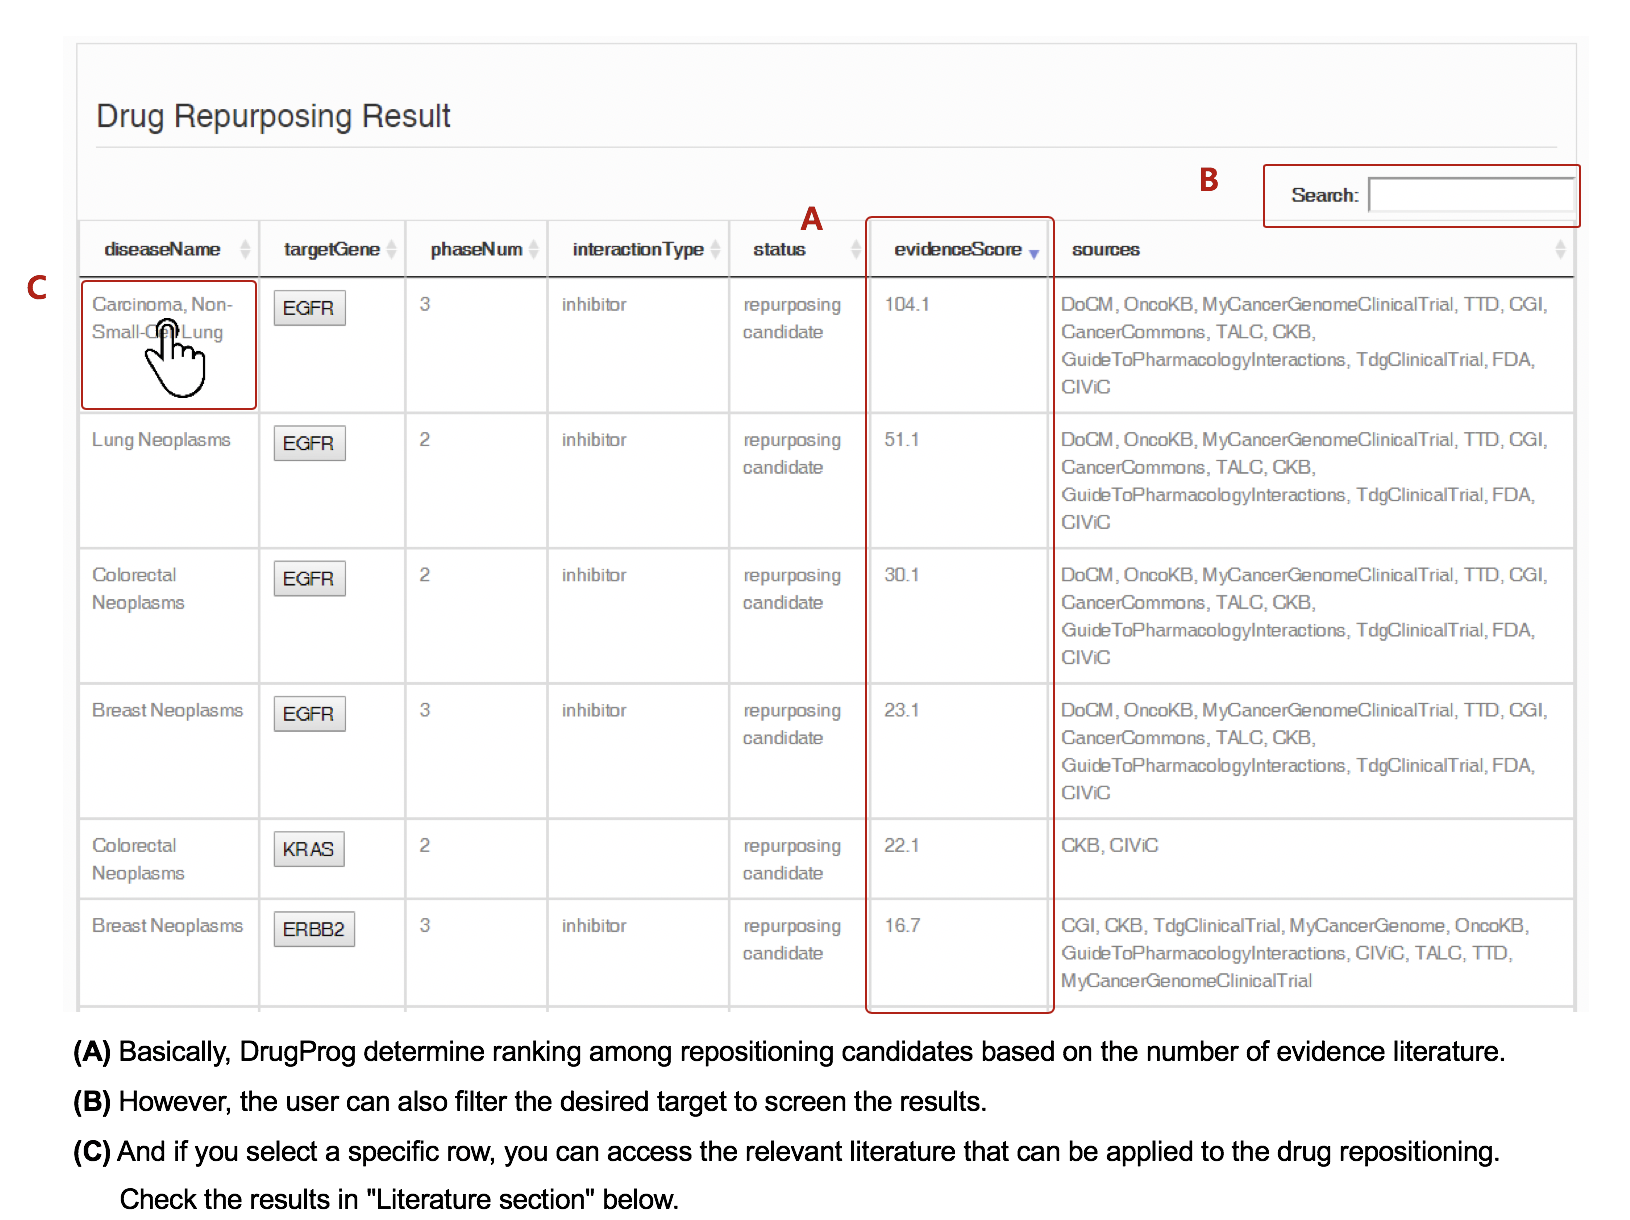 Drug Repurposing Result
B
Search:
A
diseaseName targetGene phaseNum interactionType status evidenceScore sources
C
Carcinoma, Non- EGFR 3 inhibitor repurposing 104.1 DoCM, OncoKB, MyCancerGenomeClinicalTrial, TTD, CGI,
Small-Cell Lung candidate CancerCommons, TALC, CKB,
GuideToPharmacologyInteractions, TdgClinicalTrial, FDA,
CIViC
Lung Neoplasms EGFR 2 inhibitor repurposing 51.1 DoCM, OncoKB, MyCancerGenomeClinicalTrial, TTD, CGI,
candidate CancerCommons, TALC, CKB,
GuideToPharmacologyInteractions, TdgClinicalTrial, FDA,
CIViC
Colorectal EGFR 2 inhibitor repurposing 30.1 DoCM, OncoKB, MyCancerGenomeClinicalTrial, TTD, CGI,
Neoplasms candidate CancerCommons, TALC, CKB,
GuideToPharmacologyInteractions, TdgClinicalTrial, FDA,
CIViC
Breast Neoplasms EGFR 3 inhibitor repurposing 23.1 DoCM, OncoKB, MyCancerGenomeClinicalTrial, TTD, CGI,
candidate CancerCommons, TALC, CKB,
GuideToPharmacologyInteractions, TdgClinicalTrial, FDA,
CIViC
Colorectal KRAS 2 repurposing 22.1 CKB, CIViC
Neoplasms candidate
Breast Neoplasms ERBB2 3 inhibitor repurposing 16.7 CGI, CKB, TdgClinicalTrial, MyCancerGenome, OncoKB,
candidate GuideToPharmacologyInteractions, CIViC, TALC, TTD,
MyCancerGenomeClinicalTrial
(A) Basically, DrugProg determine ranking among repositioning candidates based on the number of evidence literature.
(B) However, the user can also filter the desired target to screen the results.
(C) And if you select a specific row, you can access the relevant literature that can be applied to the drug repositioning.
Check the results in "Literature section" below.